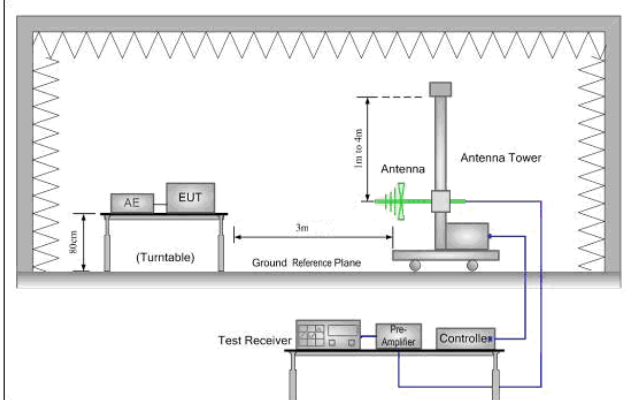 1m to 4m
Antenna
Antenna Tower
AE
EUT
80cm
(Turntable)
3m
Ground Reference Plane
Test Receiver
Pre-
Amplifier
Controller